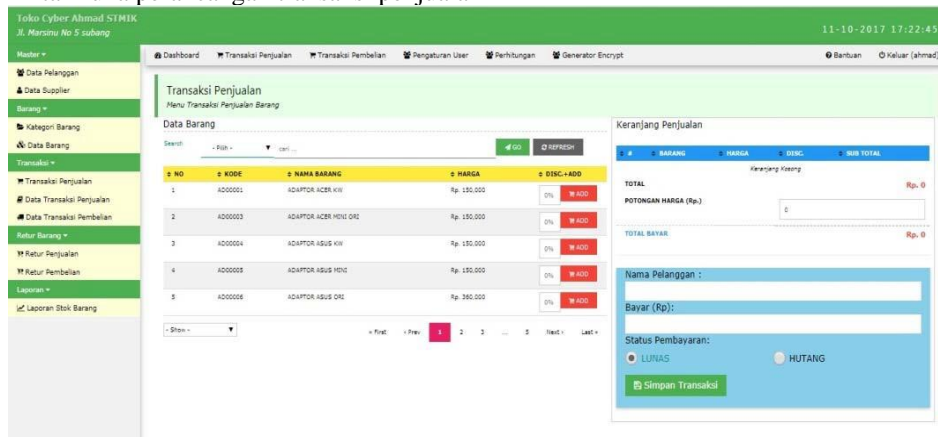 Toko Cyber Ahmad STMIK
Jl. Marsinu No 5 subang
11-10-2017 17:22:45
Master
Dashboard Transaksi Penjualan Transaksi Pembelian Pengaturan User Perhitungan Generator Encrypt Bantuan Keluar (ahmad)
Data Pelanggan
Data Supplier
Barang
Kategori Barang
Data Barang
Transaksi
Transaksi Penjualan
Data Transaksi Penjualan
Data Transaksi Pembelian
Retur Barang
Retur Penjualan
Retur Pembelian
Laporan
Laporan Stok Barang
Transaksi Penjualan
Menu Transaksi Penjualan Barang
Data Barang
Search - Pilih - cari ... GO REFRESH
NO KODE NAMA BARANG HARGA DISC.+ADD
1 AD00001 ADAPTOR ACER KW Rp. 150,000 0% ADD
2 AD00003 ADAPTOR ACER MINI ORI Rp. 150,000 0% ADD
3 AD00004 ADAPTOR ASUS KW Rp. 150,000 0% ADD
4 AD00005 ADAPTOR ASUS MINI Rp. 150,000 0% ADD
5 AD00006 ADAPTOR ASUS ORI Rp. 360,000 0% ADD
- Show - « First ‹ Prev 1 2 3 ... 5 Next › Last »
Keranjang Penjualan
# BARANG HARGA DISC. SUB TOTAL
Keranjang Kosong
TOTAL Rp. 0
POTONGAN HARGA (Rp.) 0
TOTAL BAYAR Rp. 0
Nama Pelanggan :
Bayar (Rp):
Status Pembayaran:
LUNAS HUTANG
Simpan Transaksi